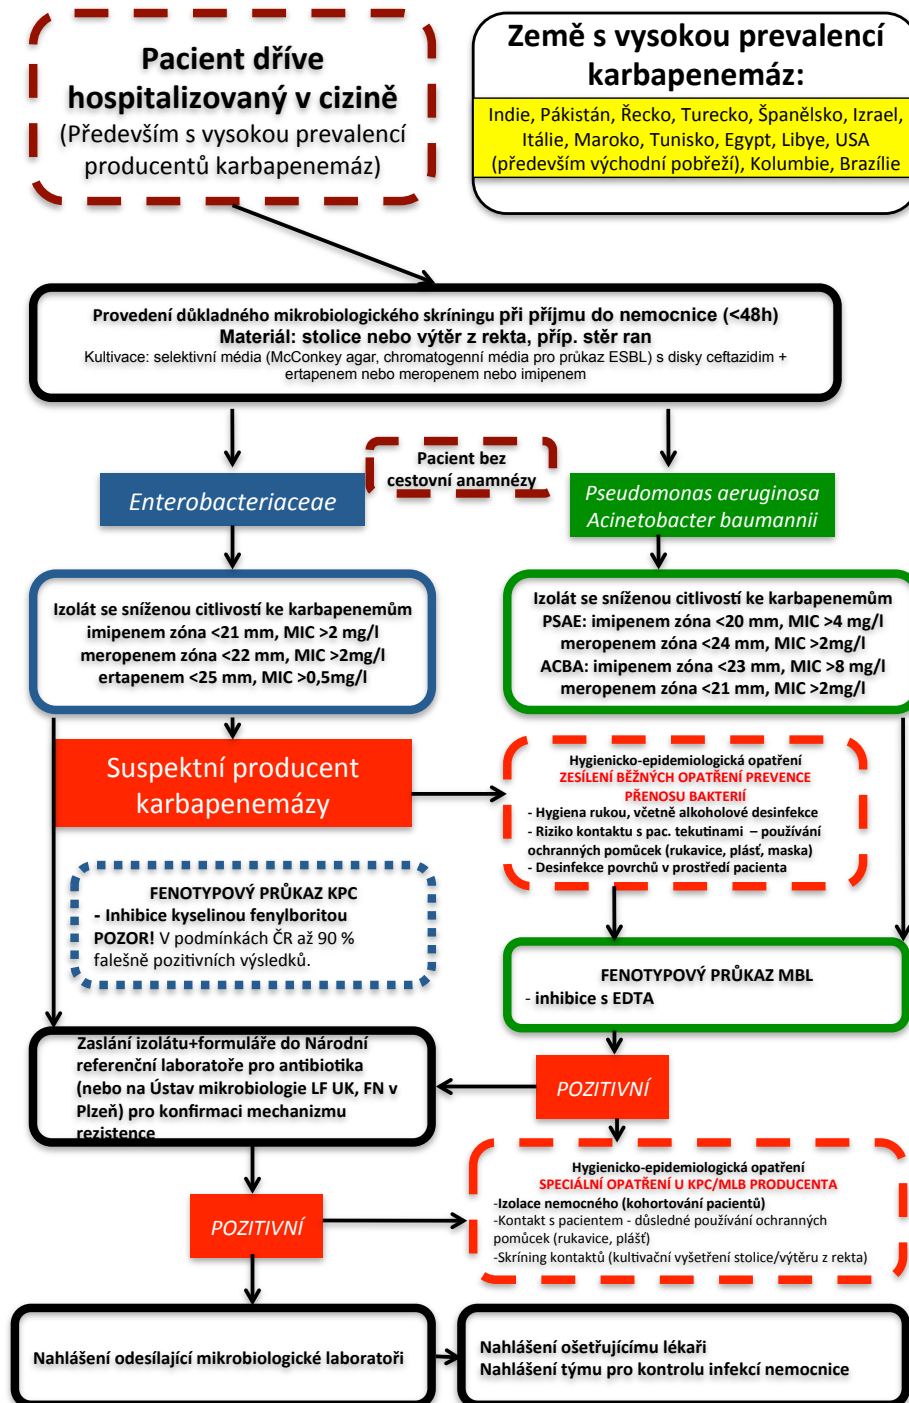 Pacient dříve
hospitalizovaný v cizině
(Především s vysokou prevalencí
producentů karbapenemáz)
Země s vysokou prevalencí
karbapenemáz:
Indie, Pákistán, Řecko, Turecko, Španělsko, Izrael,
Itálie, Maroko, Tunisko, Egypt, Libye, USA
(především východní pobřeží), Kolumbie, Brazílie
Provedení důkladného mikrobiologického skríningu při příjmu do nemocnice (<48h)
Materiál: stolice nebo výtěr z rekta, příp. stěr ran
Kultivace: selektivní média (McConkey agar, chromatogenní média pro průkaz ESBL) s disky ceftazidim +
ertapenem nebo meropenem nebo imipenem
Pacient bez
cestovní anamnézy
Enterobacteriaceae
Pseudomonas aeruginosa
Acinetobacter baumannii
Izolát se sníženou citlivostí ke karbapenemům
imipenem zóna <21 mm, MIC >2 mg/l
meropenem zóna <22 mm, MIC >2mg/l
ertapenem <25 mm, MIC >0,5mg/l
Izolát se sníženou citlivostí ke karbapenemům
PSAE: imipenem zóna <20 mm, MIC >4 mg/l
meropenem zóna <24 mm, MIC >2mg/l
ACBA: imipenem zóna <23 mm, MIC >8 mg/l
meropenem zóna <21 mm, MIC >2mg/l
Suspektní producent
karbapenemázy
Hygienicko-epidemiologická opatření
ZESÍLENÍ BĚŽNÝCH OPATŘENÍ PREVENCE
PŘENOSU BAKTERIÍ
- Hygiena rukou, včetně alkoholové desinfekce
- Riziko kontaktu s pac. tekutinami – používání
ochranných pomůcek (rukavice, plášť, maska)
- Desinfekce povrchů v prostředí pacienta
FENOTYPOVÝ PRŮKAZ KPC
- Inhibice kyselinou fenylboritou
POZOR! V podmínkách ČR až 90 %
falešně pozitivních výsledků.
FENOTYPOVÝ PRŮKAZ MBL
- inhibice s EDTA
Zaslání izolátu+formuláře do Národní
referenční laboratoře pro antibiotika
(nebo na Ústav mikrobiologie LF UK, FN v
Plzeň) pro konfirmaci mechanizmu
rezistence
POZITIVNÍ
Hygienicko-epidemiologická opatření
SPECIÁLNÍ OPATŘENÍ U KPC/MLB PRODUCENTA
-Izolace nemocného (kohortování pacientů)
-Kontakt s pacientem - důsledné používání ochranných
pomůcek (rukavice, plášť)
-Skríning kontaktů (kultivační vyšetření stolice/výtěru z rekta)
POZITIVNÍ
Nahlášení odesílající mikrobiologické laboratoři
Nahlášení ošetřujícímu lékaři
Nahlášení týmu pro kontrolu infekcí nemocnice